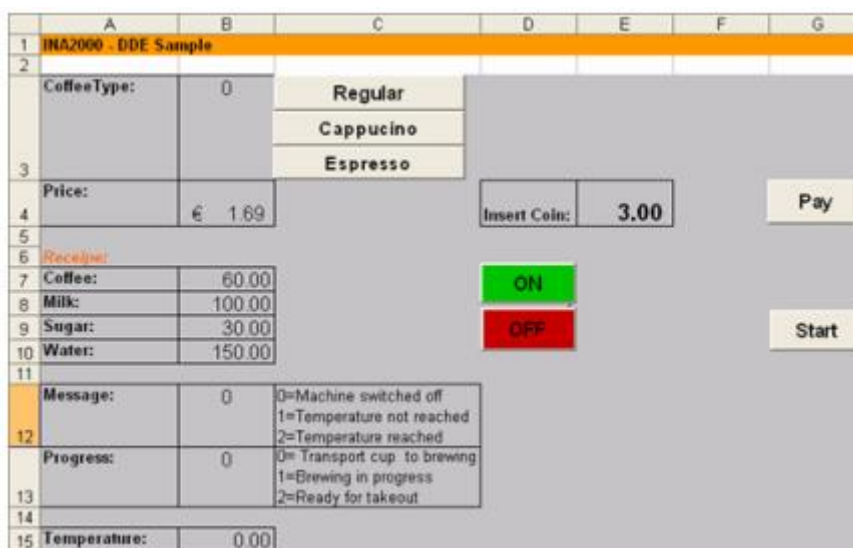 A B C D E F G
1 INA2000 - DDE Sample
2
CoffeeType: 0 Regular
Cappucino
3 Espresso
Price:
4 € 1.69 Insert Coin: 3.00 Pay
5
6 Receipe:
7 Coffee: 60.00 ON
8 Milk: 100.00
9 Sugar: 30.00 OFF Start
10 Water: 150.00
11
Message: 0 0=Machine switched off
1=Temperature not reached
12 2=Temperature reached
Progress: 0 0= Transport cup to brewing
1=Brewing in progress
13 2=Ready for takeout
14
15 Temperature: 0.00